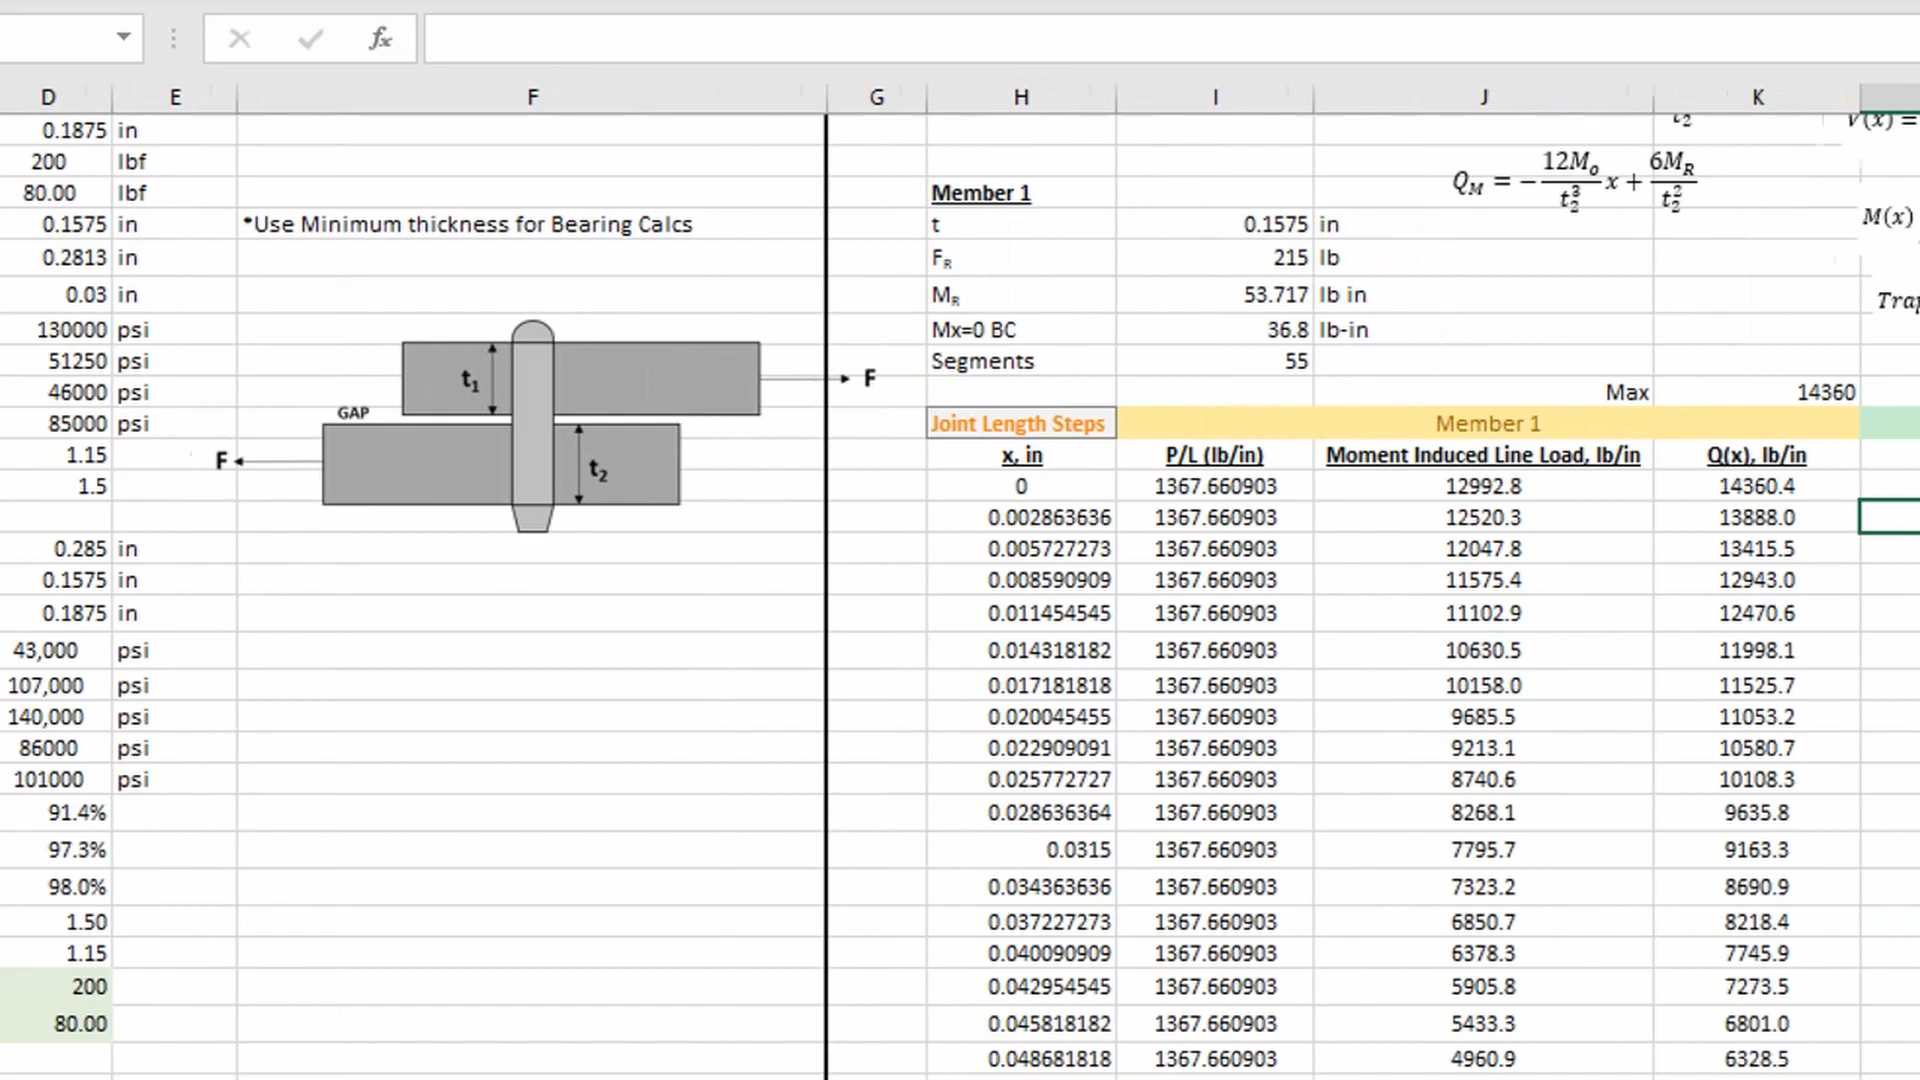 D E F G H I J K
0.1875 in
200 lbf
80.00 lbf Member 1
0.1575 in *Use Minimum thickness for Bearing Calcs t 0.1575 in
0.2813 in F_R 215 lb
0.03 in M_R 53.717 lb in
130000 psi Mx=0 BC 36.8 lb-in
51250 psi Segments 55
46000 psi Max 14360
85000 psi Joint Length Steps Member 1
1.15 x, in P/L (lb/in) Moment Induced Line Load, lb/in Q(x), lb/in
1.5 0 1367.660903 12992.8 14360.4
0.002863636 1367.660903 12520.3 13888.0
0.285 in 0.005727273 1367.660903 12047.8 13415.5
0.1575 in 0.008590909 1367.660903 11575.4 12943.0
0.1875 in 0.011454545 1367.660903 11102.9 12470.6
43,000 psi 0.014318182 1367.660903 10630.5 11998.1
107,000 psi 0.017181818 1367.660903 10158.0 11525.7
140,000 psi 0.020045455 1367.660903 9685.5 11053.2
86000 psi 0.022909091 1367.660903 9213.1 10580.7
101000 psi 0.025772727 1367.660903 8740.6 10108.3
91.4% 0.028636364 1367.660903 8268.1 9635.8
97.3% 0.0315 1367.660903 7795.7 9163.3
98.0% 0.034363636 1367.660903 7323.2 8690.9
1.50 0.037227273 1367.660903 6850.7 8218.4
1.15 0.040090909 1367.660903 6378.3 7745.9
200 0.042954545 1367.660903 5905.8 7273.5
80.00 0.045818182 1367.660903 5433.3 6801.0
0.048681818 1367.660903 4960.9 6328.5
fx
t₁
F
GAP
F
t₂
V(x) =
Q_M = −12M_o/t₂³ x + 6M_R/t₂²
M(x)